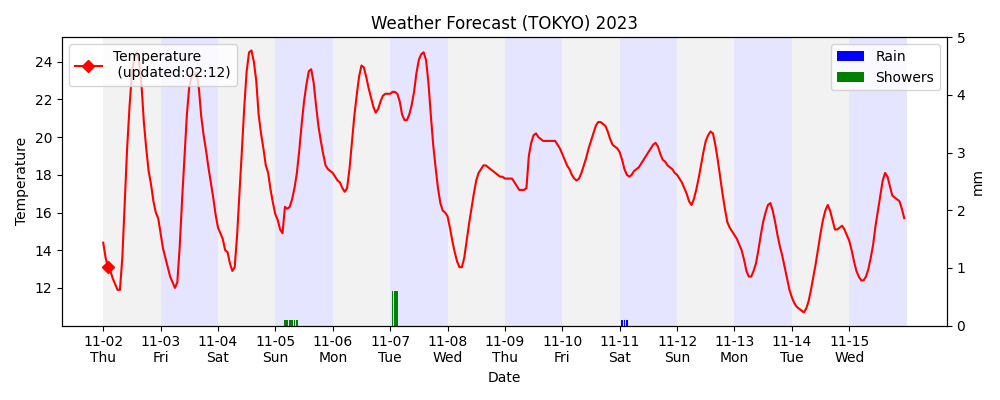 Weather Forecast (TOKYO) 2023
Temperature
(updated:02:12)
Rain
Showers
24
22
20
18
16
14
12
Temperature
5
4
3
2
1
0
mm
11-02 11-03 11-04 11-05 11-06 11-07 11-08 11-09 11-10 11-11 11-12 11-13 11-14 11-15
Thu Fri Sat Sun Mon Tue Wed Thu Fri Sat Sun Mon Tue Wed
Date